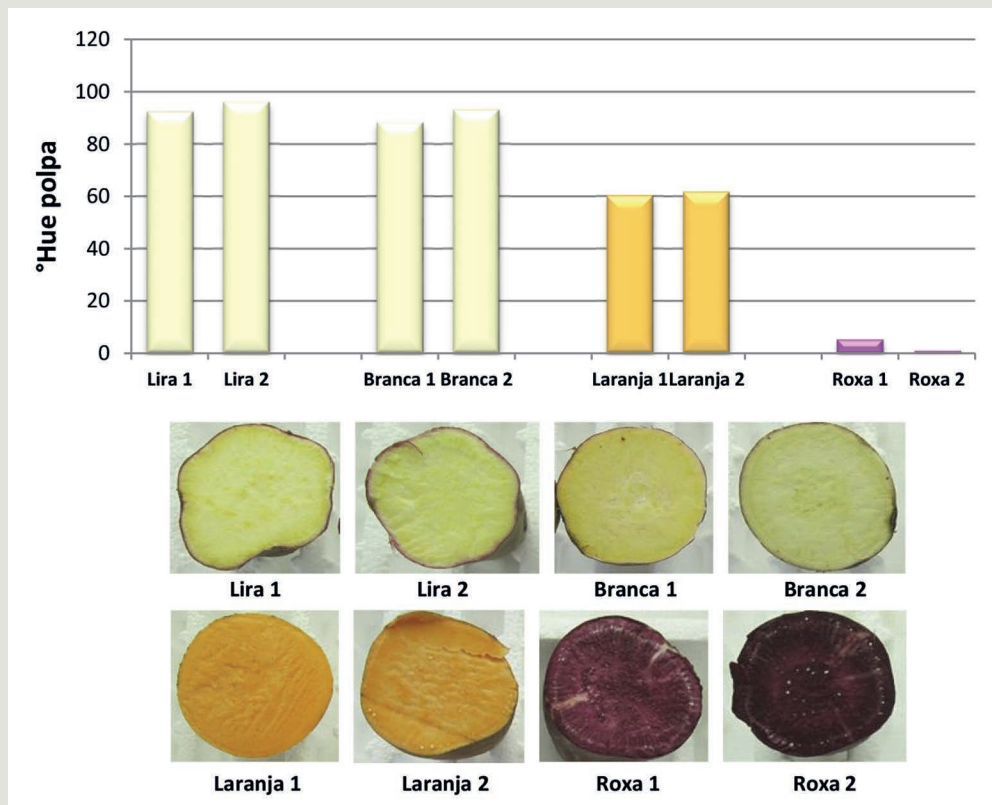 120
100
80
60
40
20
0
°Hue polpa
Lira 1 Lira 2 Branca 1 Branca 2 Laranja 1 Laranja 2 Roxa 1 Roxa 2
Lira 1 Lira 2 Branca 1 Branca 2
Laranja 1 Laranja 2 Roxa 1 Roxa 2